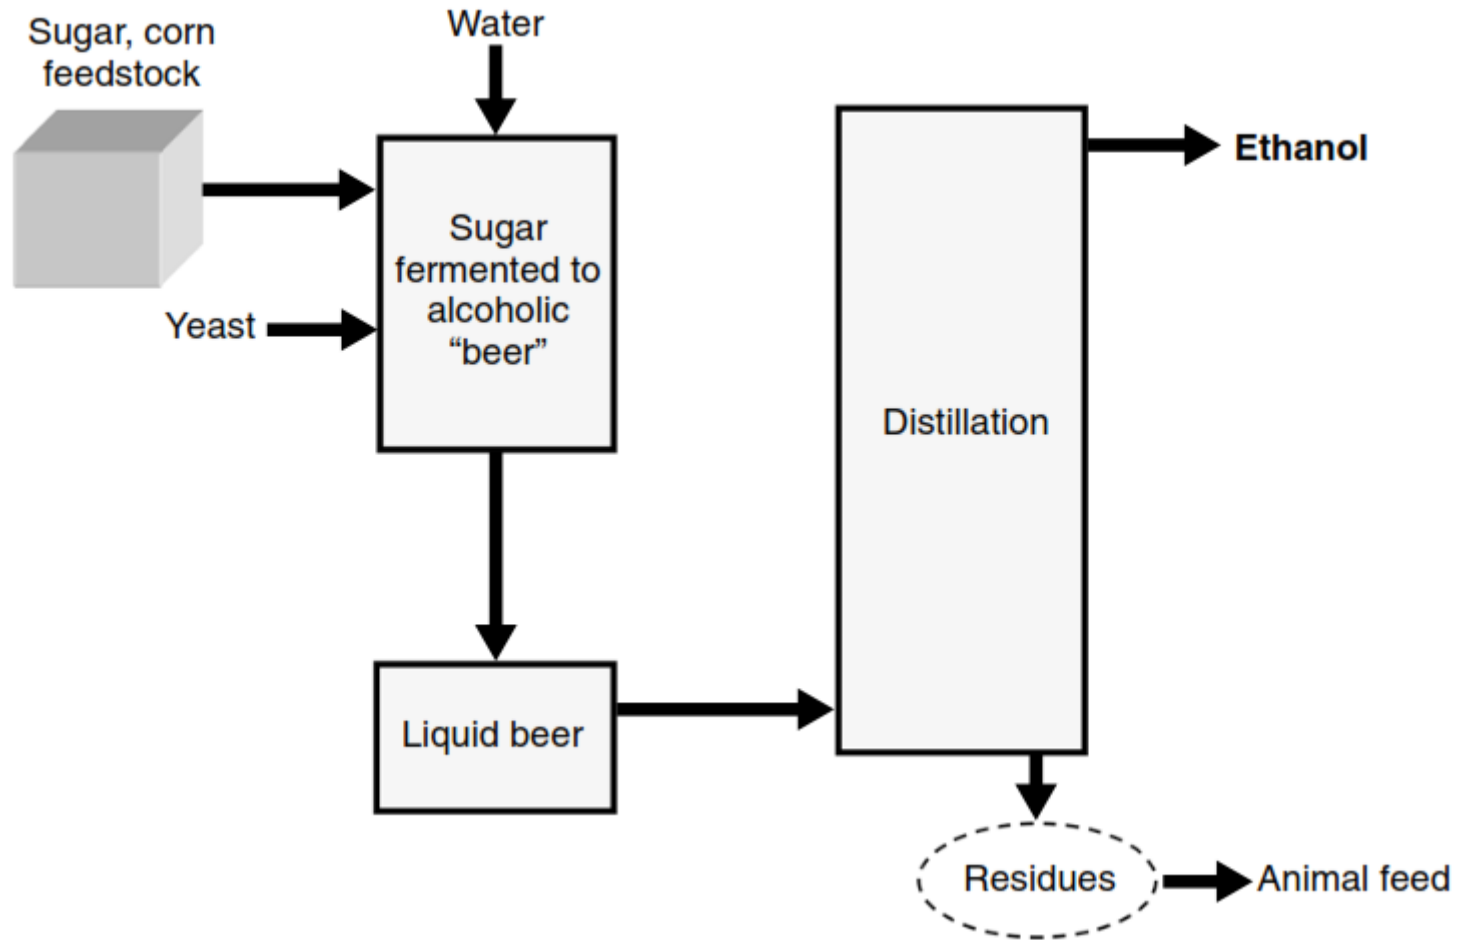 Sugar, corn
feedstock
Water
Yeast
Sugar
fermented to
alcoholic
“beer”
Liquid beer
Distillation
Ethanol
Residues
Animal feed